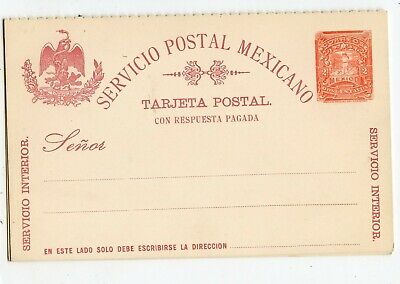 SERVICIO POSTAL MEXICANO
TARJETA POSTAL.
CON RESPUESTA PAGADA
MEXICO
Señor
SERVICIO INTERIOR.
SERVICIO INTERIOR.
EN ESTE LADO SOLO DEBE ESCRIBIRSE LA DIRECCION